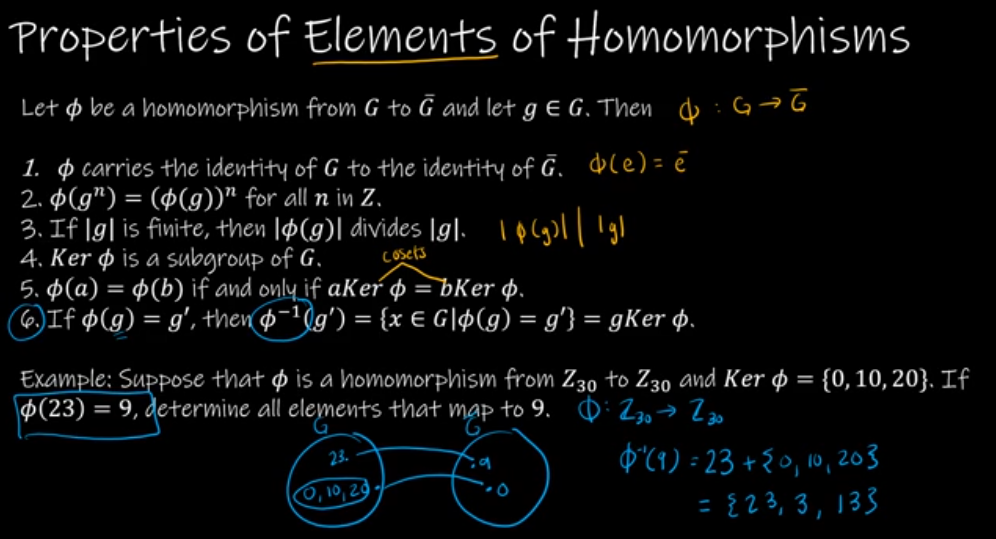 Properties of Elements of Homomorphisms
Let ϕ be a homomorphism from G to Ḡ and let g ∈ G. Then ϕ : G → Ḡ
1. ϕ carries the identity of G to the identity of Ḡ. ϕ(e) = ē
2. ϕ(gⁿ) = (ϕ(g))ⁿ for all n in Z.
3. If |g| is finite, then |ϕ(g)| divides |g|. |ϕ(g)| | |g|
4. Ker ϕ is a subgroup of G.
cosets
5. ϕ(a) = ϕ(b) if and only if aKer ϕ = bKer ϕ.
6. If ϕ(g) = g′, then ϕ⁻¹(g′) = {x ∈ G|ϕ(g) = g′} = gKer ϕ.
Example: Suppose that ϕ is a homomorphism from Z₃₀ to Z₃₀ and Ker ϕ = {0, 10, 20}. If
ϕ(23) = 9, determine all elements that map to 9. ϕ: Z₃₀ → Z₃₀
G G
23. .9 ϕ⁻¹(9) = 23 + {0, 10, 20}
0, 10, 20 .0
= {23, 3, 13}